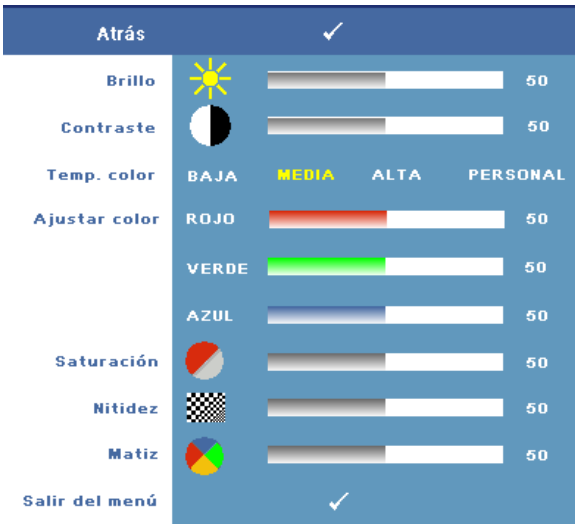 Atrás
Brillo 50
Contraste 50
Temp. color BAJA MEDIA ALTA PERSONAL
Ajustar color ROJO 50
VERDE 50
AZUL 50
Saturación 50
Nitidez 50
Matiz 50
Salir del menú